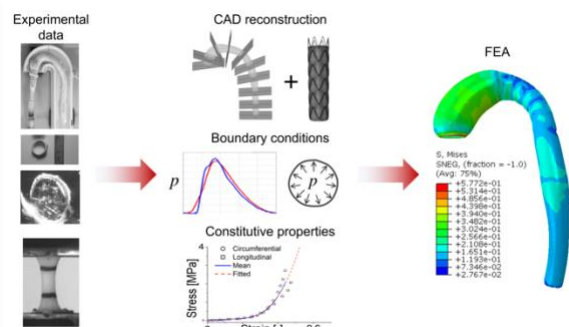 Experimental
data
CAD reconstruction
+
Boundary conditions
p
p
Constitutive properties
4
Stress [MPa]
Circumferential
Longitudinal
Mean
Fitted
FEA
S, Mises
SNEG, (fraction = -1.0)
(Avg: 75%)
+5.772e-01
+5.314e-01
+4.856e-01
+4.398e-01
+3.940e-01
+3.482e-01
+3.024e-01
+2.566e-01
+2.108e-01
+1.651e-01
+1.193e-01
+7.346e-02
+2.767e-02